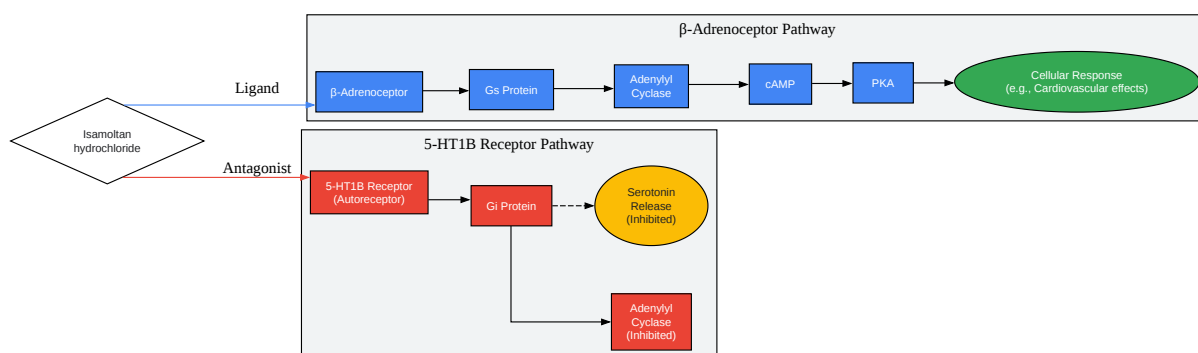 β-Adrenoceptor Pathway
Ligand
β-Adrenoceptor
Gs Protein
Adenylyl
Cyclase
cAMP
PKA
Cellular Response
(e.g., Cardiovascular effects)
Isamoltan
hydrochloride
5-HT1B Receptor Pathway
Antagonist
5-HT1B Receptor
(Autoreceptor)
Gi Protein
Serotonin
Release
(Inhibited)
Adenylyl
Cyclase
(Inhibited)